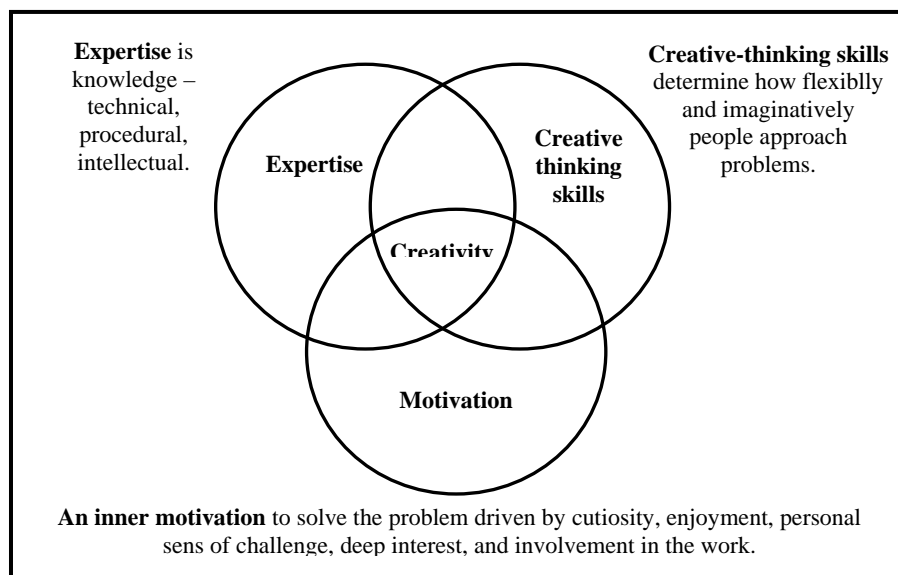 Expertise is
knowledge –
technical,
procedural,
intellectual.
Creative-thinking skills
determine how flexiblly
and imaginatively
people approach
problems.
Expertise
Creative
thinking
skills
Creativity
Motivation
An inner motivation to solve the problem driven by cutiosity, enjoyment, personal
sens of challenge, deep interest, and involvement in the work.